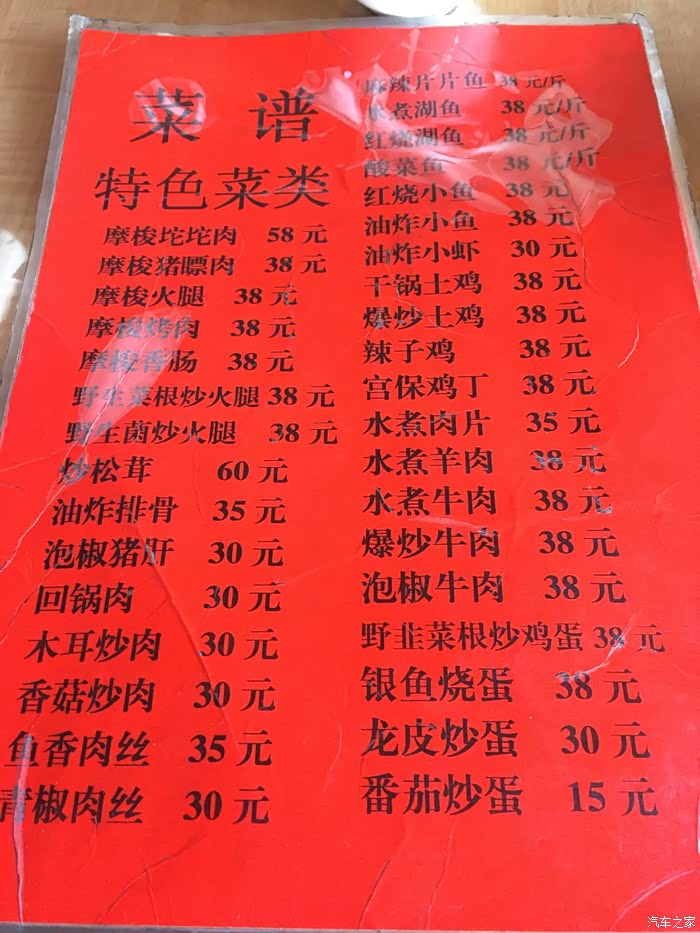 菜谱
特色菜类
摩梭坨坨肉 58元
摩梭猪膘肉 38元
摩梭火腿 38元
摩梭烤肉 38元
摩梭香肠 38元
野生菜根炒火腿 38元
野生菌炒火腿 38元
炒松茸 60元
油炸排骨 35元
泡椒猪肝 30元
回锅肉 30元
木耳炒肉 30元
香菇炒肉 30元
鱼香肉丝 35元
青椒肉丝 30元
麻辣片片鱼 38元/斤
水煮湖鱼 38元/斤
红烧湖鱼 38元/斤
酸菜鱼 38元/斤
红烧小鱼 38元
油炸小鱼 38元
油炸小虾 30元
干锅土鸡 38元
爆炒土鸡 38元
辣子鸡 38元
宫保鸡丁 38元
水煮肉片 35元
水煮羊肉 38元
水煮牛肉 38元
爆炒牛肉 38元
泡椒牛肉 38元
野韭菜根炒鸡蛋 38元
银鱼烧蛋 38元
龙皮炒蛋 30元
番茄炒蛋 15元
汽车之家